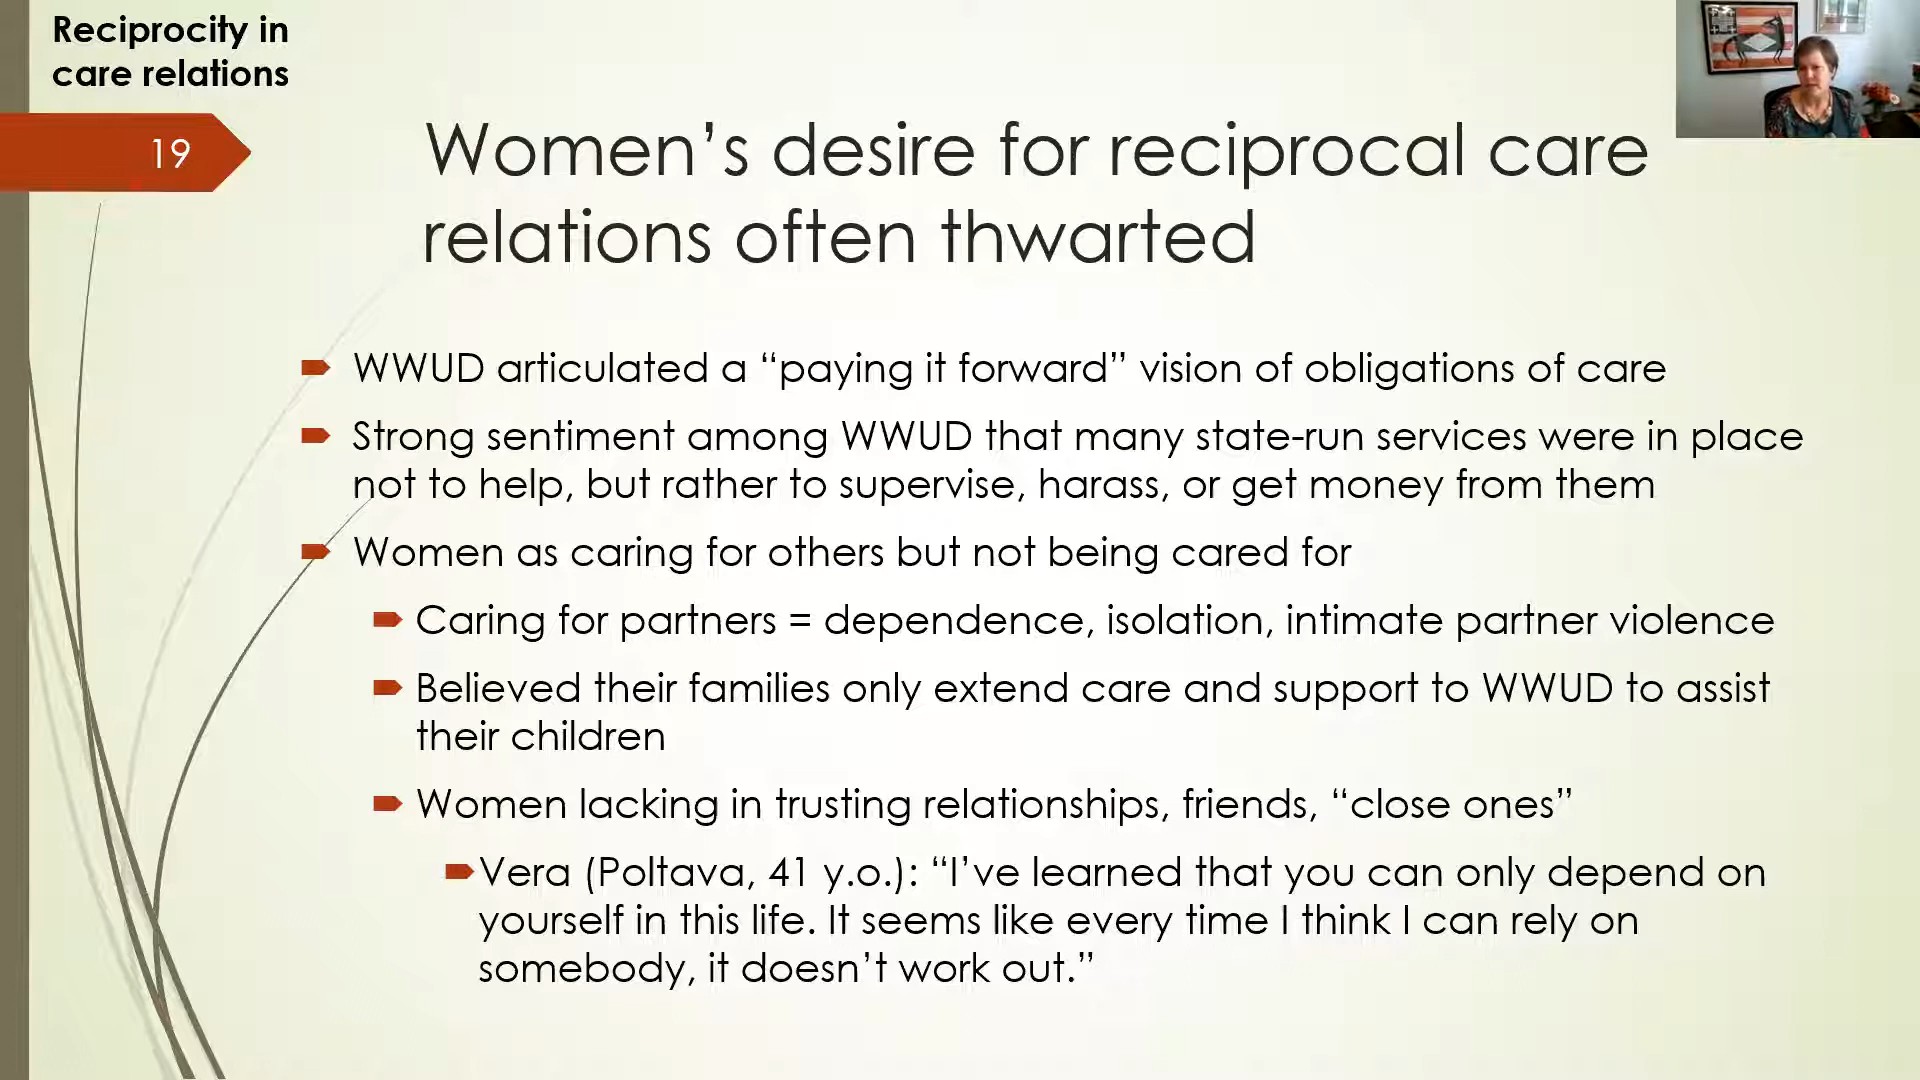 Reciprocity in
care relations
19
Women’s desire for reciprocal care
relations often thwarted
WWUD articulated a “paying it forward” vision of obligations of care
Strong sentiment among WWUD that many state-run services were in place
not to help, but rather to supervise, harass, or get money from them
Women as caring for others but not being cared for
Caring for partners = dependence, isolation, intimate partner violence
Believed their families only extend care and support to WWUD to assist
their children
Women lacking in trusting relationships, friends, “close ones”
Vera (Poltava, 41 y.o.): “I’ve learned that you can only depend on
yourself in this life. It seems like every time I think I can rely on
somebody, it doesn’t work out.”